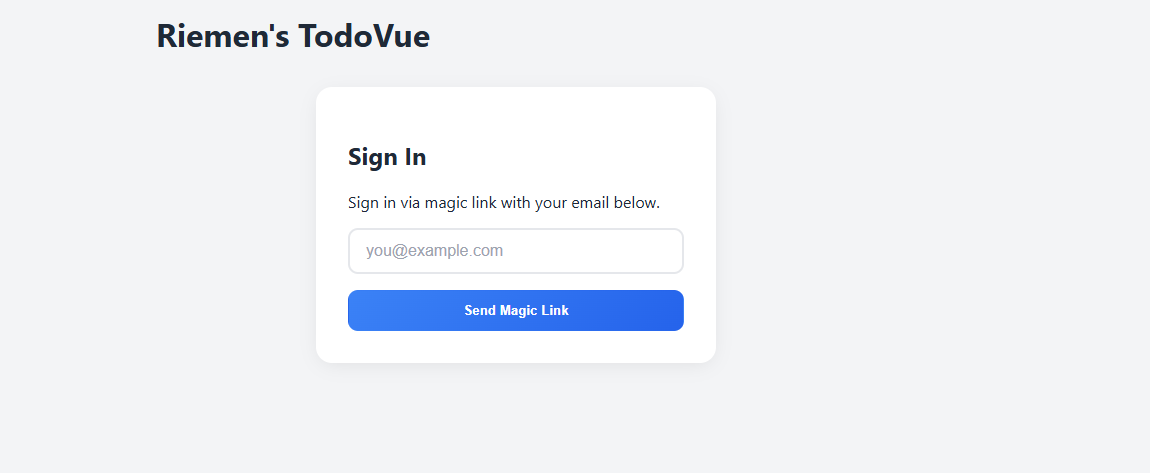 Riemen's TodoVue
Sign In
Sign in via magic link with your email below.
you@example.com
Send Magic Link